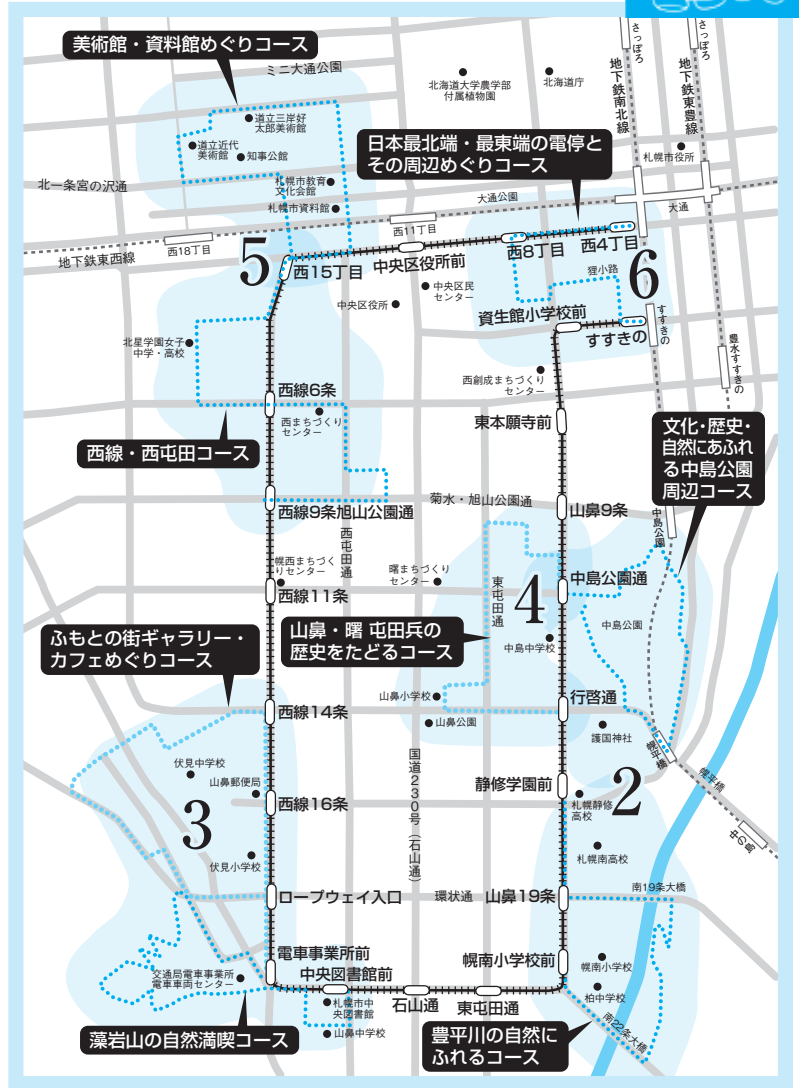 美術館・資料館めぐりコース
ミニ大通公園
北海道大学農学部
付属植物園
北海道庁
さっぽろ
地下鉄南北線
さっぽろ
地下鉄東豊線
道立三岸好
太郎美術館
道立近代
美術館
知事公館
日本最北端・最東端の電停と
その周辺めぐりコース
札幌市役所
北一条宮の沢通
札幌市教育
文化会館
札幌市資料館
大通公園
大通
西11丁目
西18丁目
地下鉄東西線
5
西15丁目
中央区役所前
西8丁目
西4丁目
狸小路
6
中央区役所
中央区民
センター
資生館小学校前
すすきの
すすきの
豊水すすきの
北星学園女子
中学・高校
西創成まちづくり
センター
西線6条
西まちづくり
センター
東本願寺前
文化・歴史・
自然にあふれ
る中島公園
周辺コース
西線・西屯田コース
西線9条旭山公園通
菊水・旭山公園通
山鼻9条
中島公園
西屯田通
幌西まちづく
りセンター
曙まちづくり
センター
東屯田通
4
中島公園通
西線11条
中島公園
ふもとの街ギャラリー・
カフェめぐりコース
山鼻・曙 屯田兵の
歴史をたどるコース
中島中学校
山鼻小学校
行啓通
西線14条
山鼻公園
護国神社
幌平橋
幌平橋
中の島
伏見中学校
山鼻郵便局
国道230号(石山通)
静修学園前
2
札幌静修
高校
3
西線16条
札幌南高校
伏見小学校
ロープウェイ入口
環状通
山鼻19条
南19条大橋
電車事業所前
中央図書館前
幌南小学校前
幌南小学校
交通局電車事業所
電車車両センター
柏中学校
札幌市中
央図書館
石山通
東屯田通
南22条大橋
藻岩山の自然満喫コース
山鼻中学校
豊平川の自然に
ふれるコース